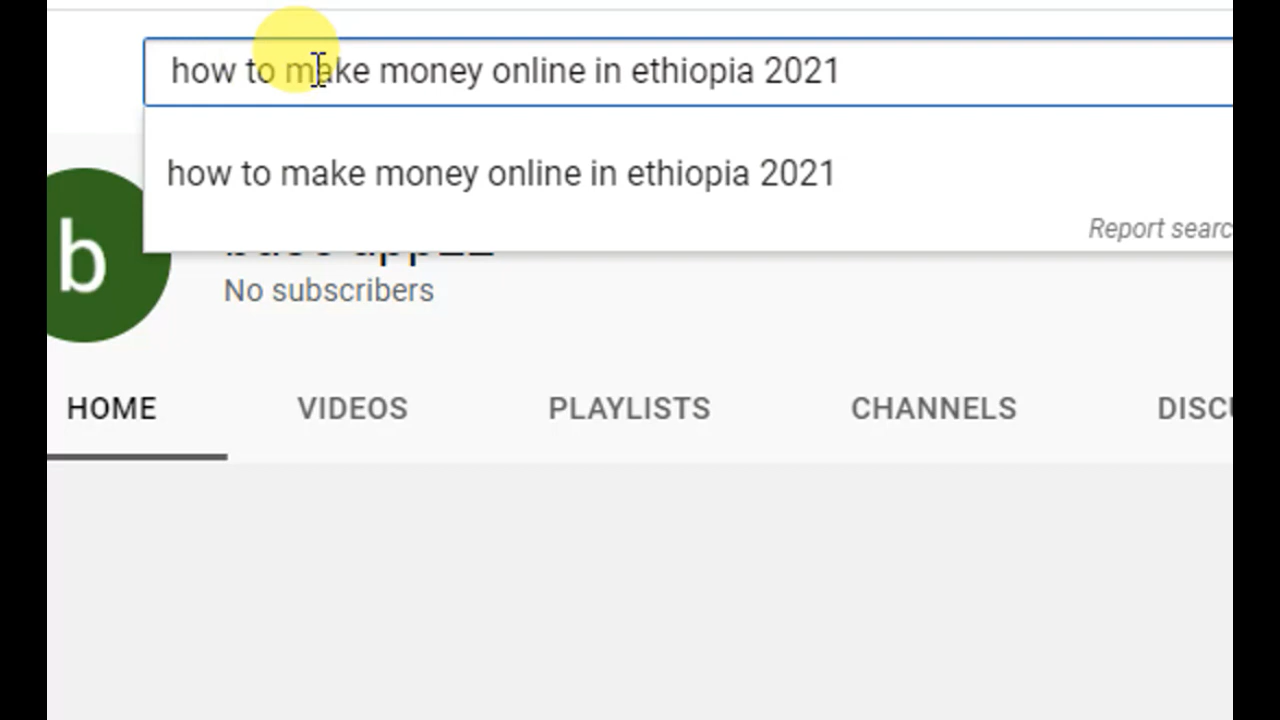 how to make money online in ethiopia 2021
how to make money online in ethiopia 2021
Report searc
b
No subscribers
HOME VIDEOS PLAYLISTS CHANNELS DISCU